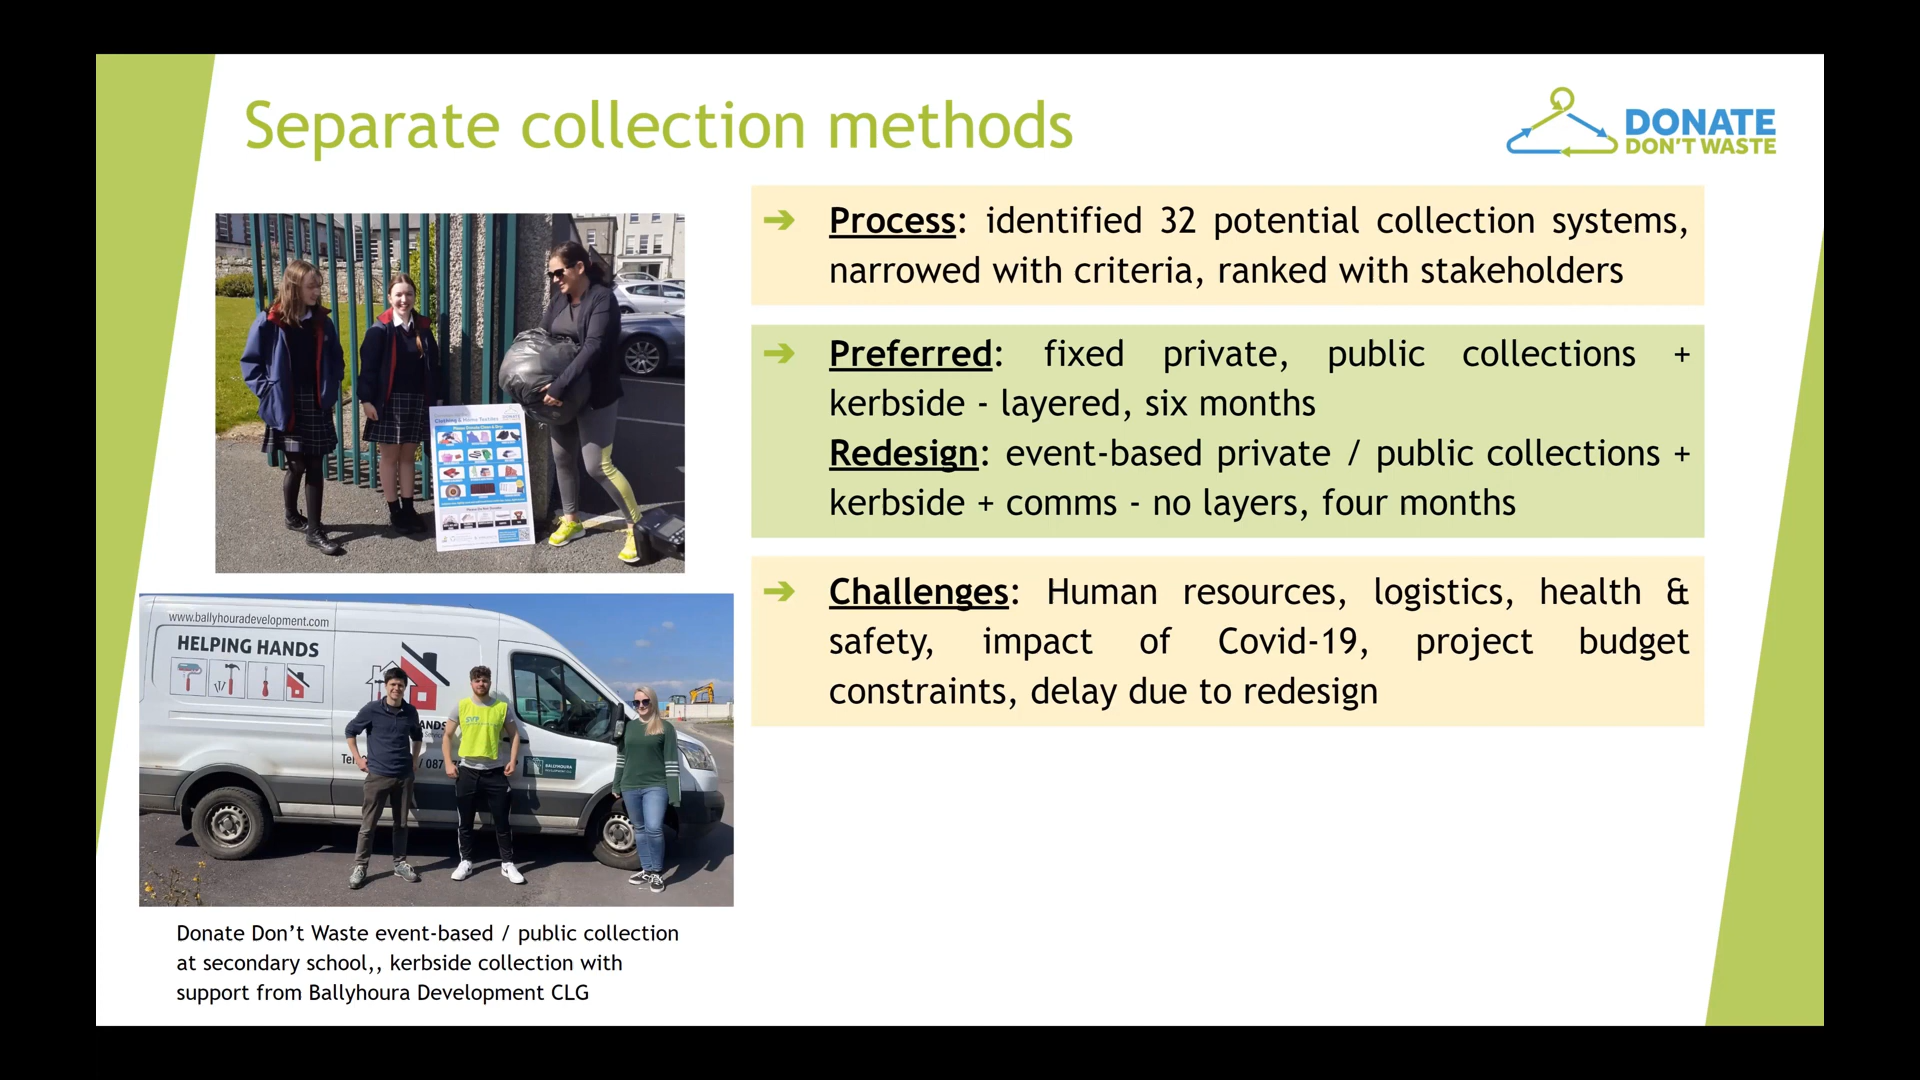 Separate collection methods
DONATE
DON'T WASTE
➔ Process: identified 32 potential collection systems,
narrowed with criteria, ranked with stakeholders
➔ Preferred: fixed private, public collections +
kerbside - layered, six months
Redesign: event-based private / public collections +
kerbside + comms - no layers, four months
➔ Challenges: Human resources, logistics, health &
safety, impact of Covid-19, project budget
constraints, delay due to redesign
Clothing & Home Textiles
DONATE
www.ballyhouradevelopment.com
HELPING HANDS
SVP
BALLYHOURA
Donate Don’t Waste event-based / public collection
at secondary school,, kerbside collection with
support from Ballyhoura Development CLG